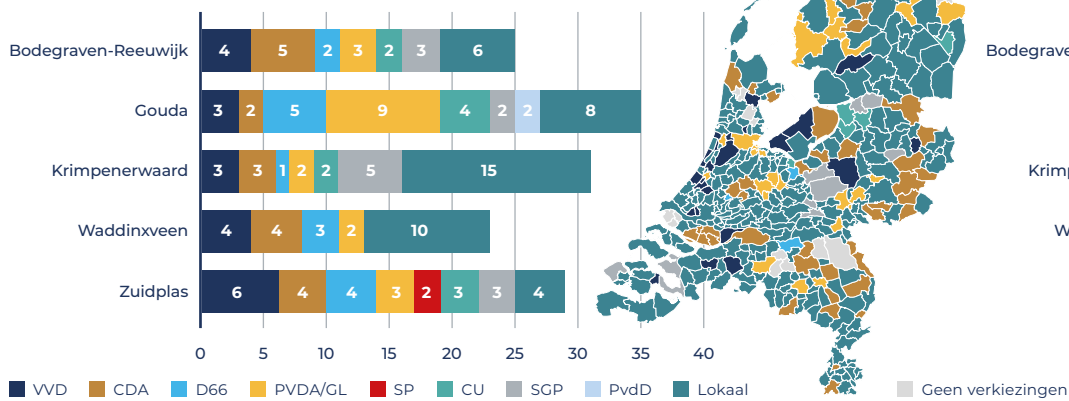 Bodegraven-Reeuwijk 4 5 2 3 2 3 6
Gouda 3 2 5 9 4 2 2 8
Krimpenerwaard 3 3 1 2 2 5 15
Waddinxveen 4 4 3 2 10
Zuidplas 6 4 4 3 2 3 3 4
0 5 10 15 20 25 30 35 40
VVD CDA D66 PVDA/GL SP CU SGP PvdD Lokaal Geen verkiezingen
Bodegrave
Krimp
W